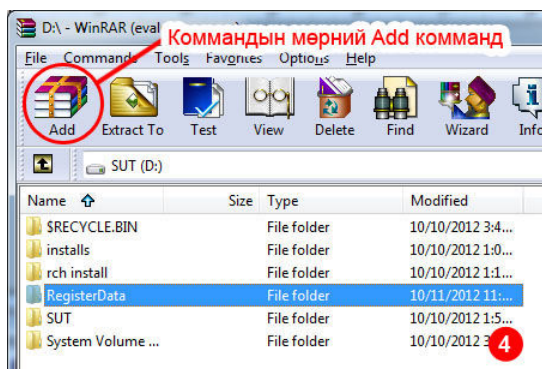 D:\ - WinRAR (eval
Коммандын мөрний Add комманд
File Commands Tools Favorites Options Help
Add Extract To Test View Delete Find Wizard Info
SUT (D:)
Name Size Type Modified
$RECYCLE.BIN File folder 10/10/2012 3:4...
installs File folder 10/10/2012 1:0...
rch install File folder 10/10/2012 1:1...
RegisterData File folder 10/11/2012 11:...
SUT File folder 10/10/2012 1:5...
System Volume ... File folder 10/10/2012 3
4